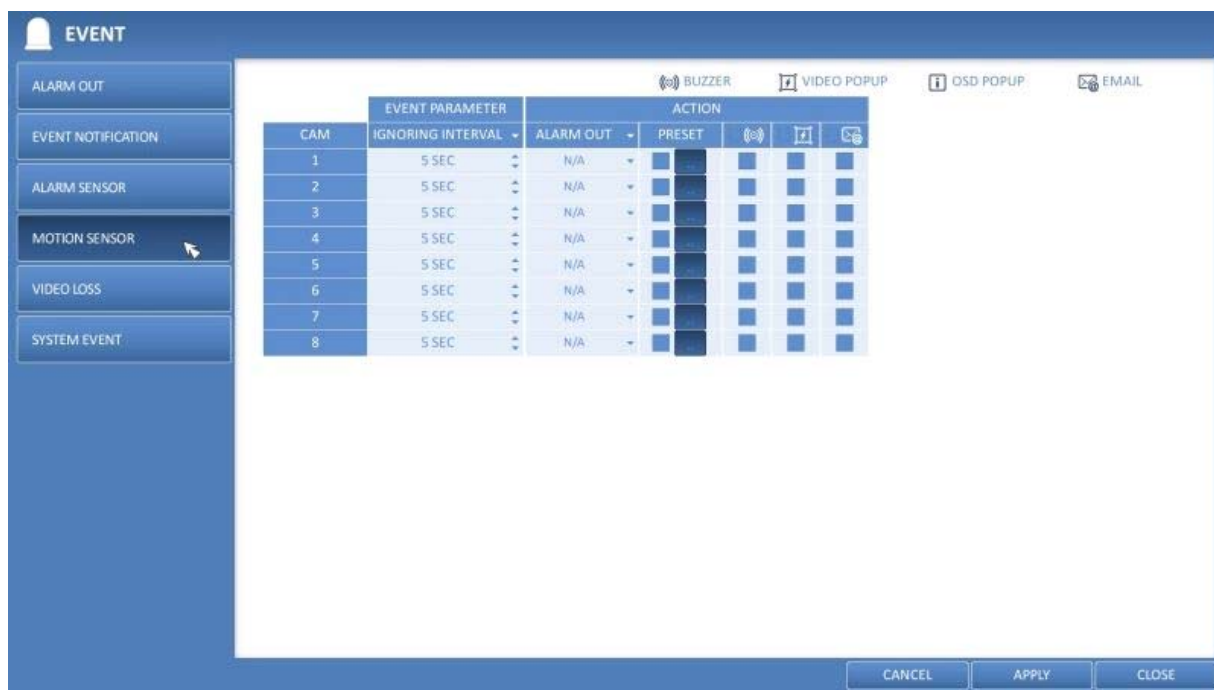 EVENT
ALARM OUT
EVENT NOTIFICATION
ALARM SENSOR
MOTION SENSOR
VIDEO LOSS
SYSTEM EVENT
BUZZER VIDEO POPUP OSD POPUP EMAIL
EVENT PARAMETER ACTION
CAM IGNORING INTERVAL ALARM OUT PRESET
1 5 SEC N/A ...
2 5 SEC N/A ...
3 5 SEC N/A ...
4 5 SEC N/A ...
5 5 SEC N/A ...
6 5 SEC N/A ...
7 5 SEC N/A ...
8 5 SEC N/A ...
CANCEL APPLY CLOSE